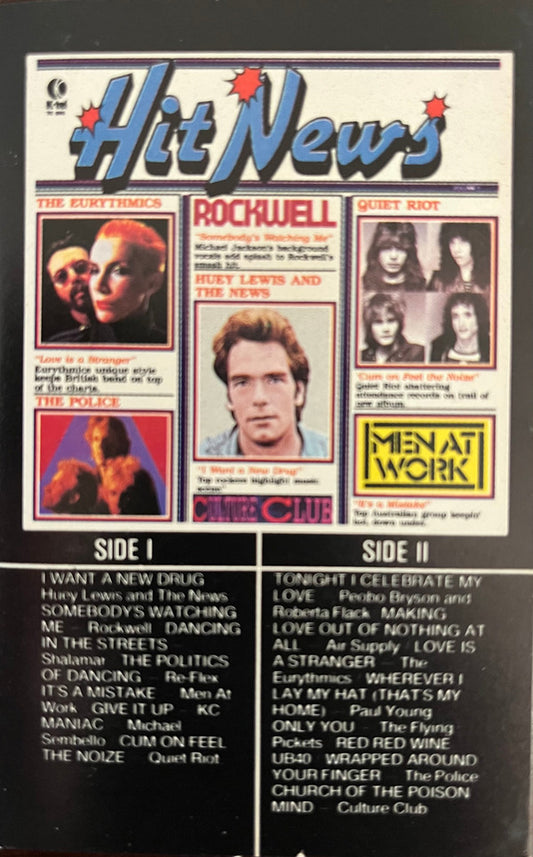 K-tel
Hit News
THE EURYTHMICS
"Love is a Stranger"
Eurythmics unique style
keeps British band on top
of the charts.
THE POLICE
ROCKWELL
"Somebody's Watching Me"
Michael Jackson's background
vocals add splash to Rockwell's
smash hit.
HUEY LEWIS AND
THE NEWS
"I Want a New Drug"
Top rockers highlight music
scene.
CULTURE CLUB
QUIET RIOT
"Cum on Feel the Noize"
Quiet Riot shattering
attendance records on trail of
new album.
MEN AT
WORK
"It's a Mistake"
Top Australian group keepin'
hot, down under.
SIDE I
I WANT A NEW DRUG
Huey Lewis and The News
SOMEBODY'S WATCHING
ME – Rockwell DANCING
IN THE STREETS –
Shalamar THE POLITICS
OF DANCING – Re-Flex
IT'S A MISTAKE – Men At
Work GIVE IT UP – KC
MANIAC – Michael
Sembello CUM ON FEEL
THE NOIZE – Quiet Riot
SIDE II
TONIGHT I CELEBRATE MY
LOVE – Peobo Bryson and
Roberta Flack MAKING
LOVE OUT OF NOTHING AT
ALL – Air Supply LOVE IS
A STRANGER – The
Eurythmics WHEREVER I
LAY MY HAT (THAT'S MY
HOME) – Paul Young
ONLY YOU – The Flying
Pickets RED RED WINE
UB40 WRAPPED AROUND
YOUR FINGER – The Police
CHURCH OF THE POISON
MIND – Culture Club